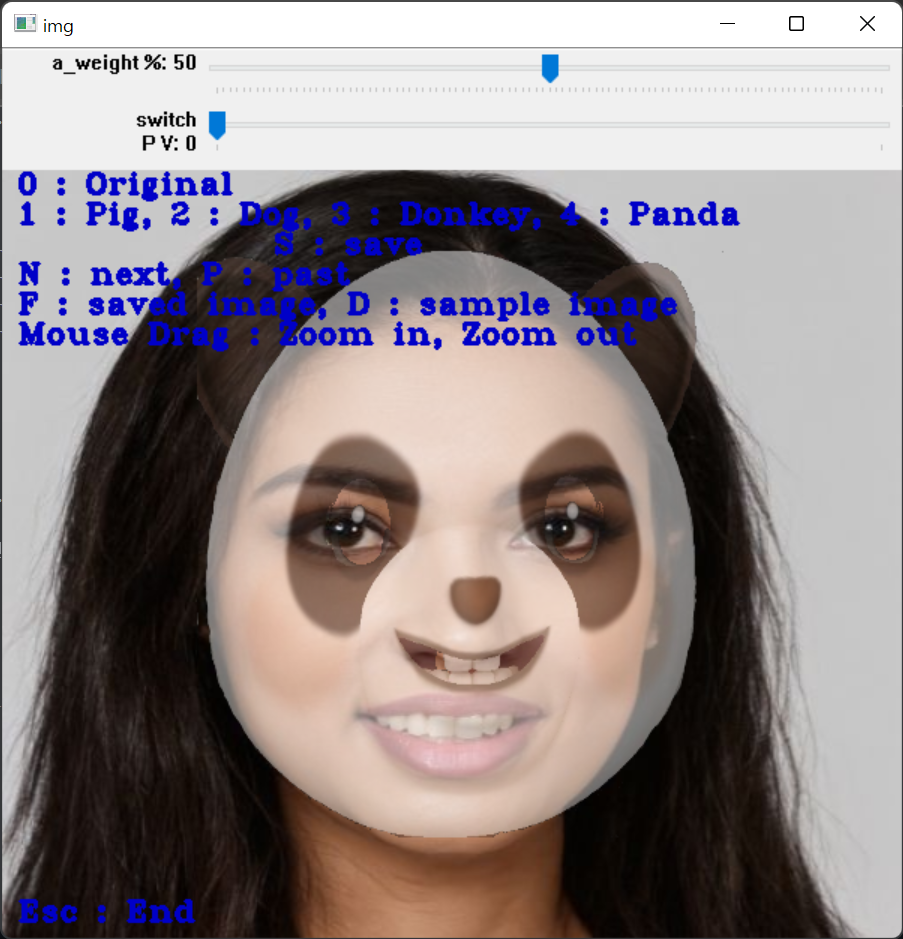 img
a_weight %: 50
switch
P V: 0
0 : Original
1 : Pig, 2 : Dog, 3 : Donkey, 4 : Panda
S : save
N : next, P : past
F : saved image, D : sample image
Mouse Drag : Zoom in, Zoom out
Esc : End